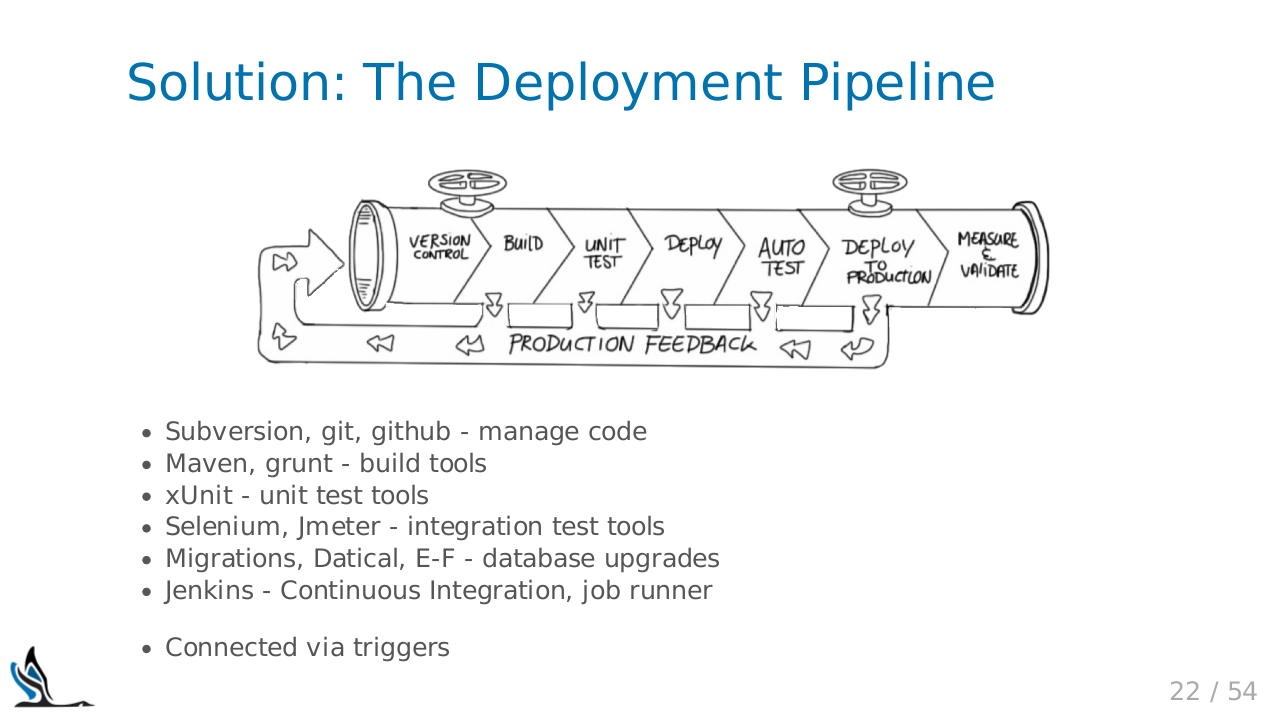 Solution: The Deployment Pipeline
VERSION
CONTROL
BUILD
UNIT
TEST
DEPLOY
AUTO
TEST
DEPLOY
TO
PRODUCTION
MEASURE
&
VALIDATE
PRODUCTION FEEDBACK
• Subversion, git, github - manage code
• Maven, grunt - build tools
• xUnit - unit test tools
• Selenium, Jmeter - integration test tools
• Migrations, Datical, E-F - database upgrades
• Jenkins - Continuous Integration, job runner
• Connected via triggers
22 / 54